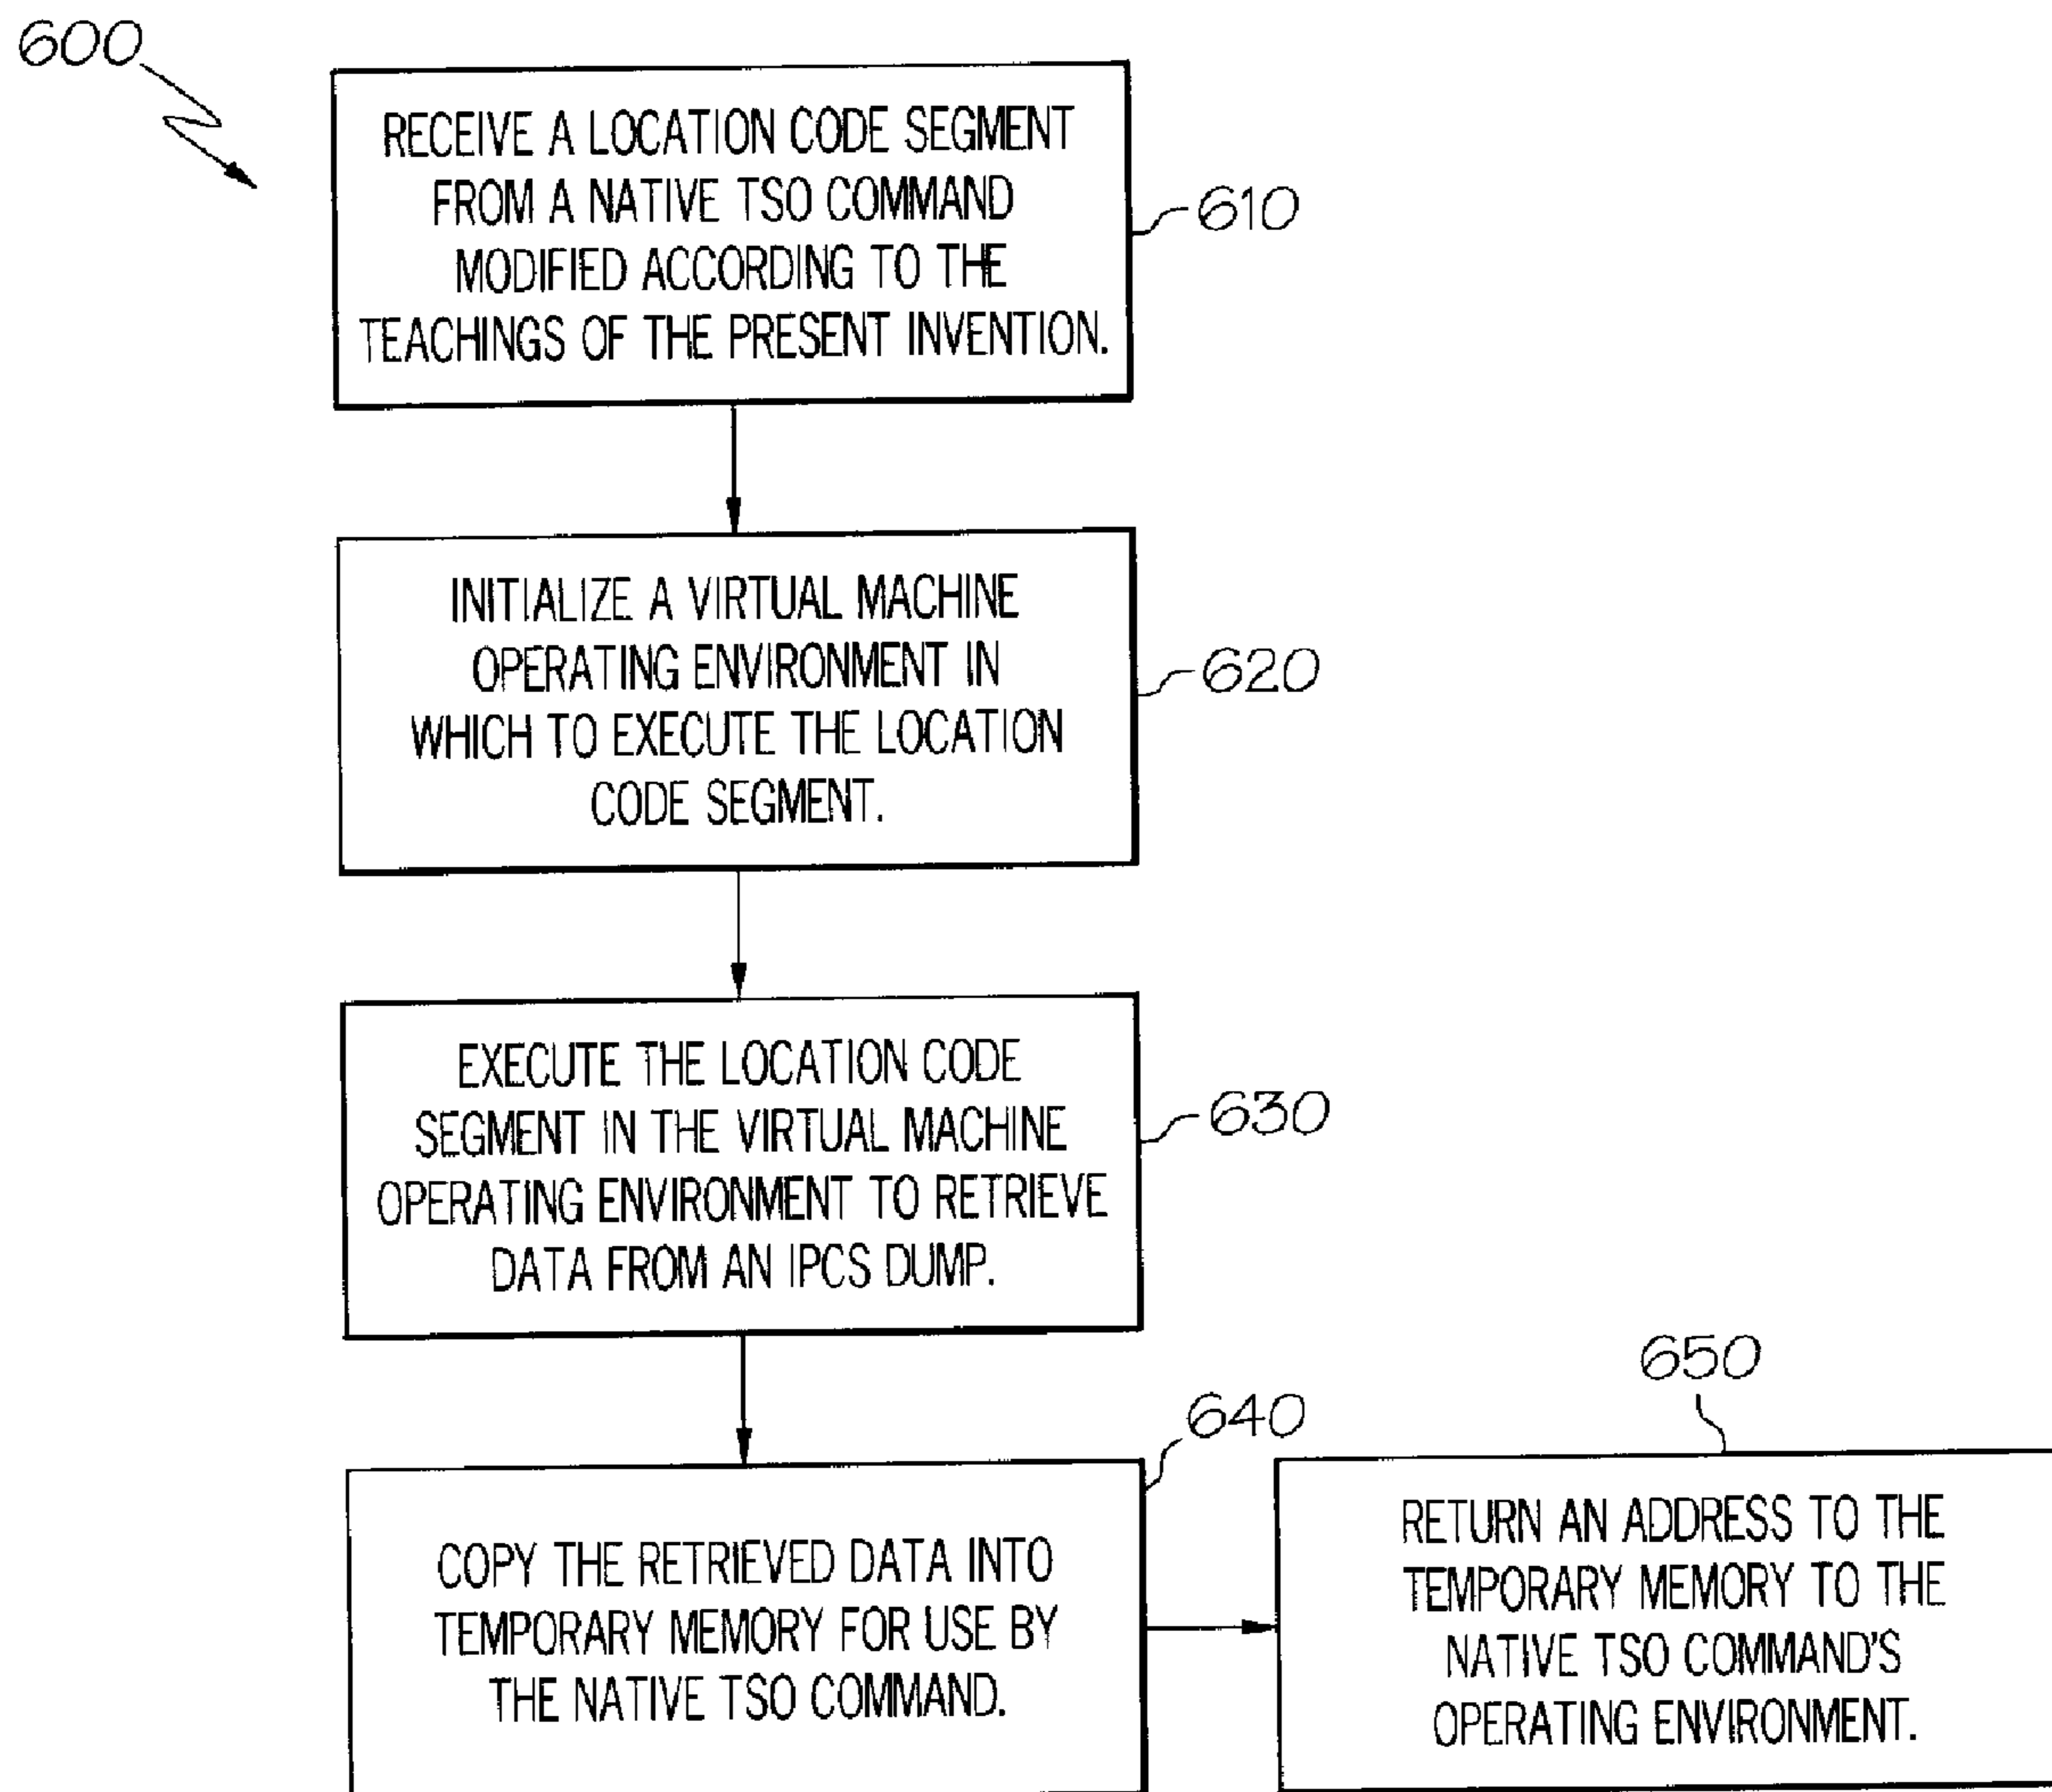 600
RECEIVE A LOCATION CODE SEGMENT
FROM A NATIVE TSO COMMAND
MODIFIED ACCORDING TO THE
TEACHINGS OF THE PRESENT INVENTION.
610
INITIALIZE A VIRTUAL MACHINE
OPERATING ENVIRONMENT IN
WHICH TO EXECUTE THE LOCATION
CODE SEGMENT.
620
EXECUTE THE LOCATION CODE
SEGMENT IN THE VIRTUAL MACHINE
OPERATING ENVIRONMENT TO RETRIEVE
DATA FROM AN IPCS DUMP.
630
COPY THE RETRIEVED DATA INTO
TEMPORARY MEMORY FOR USE BY
THE NATIVE TSO COMMAND.
640
650
RETURN AN ADDRESS TO THE
TEMPORARY MEMORY TO THE
NATIVE TSO COMMAND'S
OPERATING ENVIRONMENT.